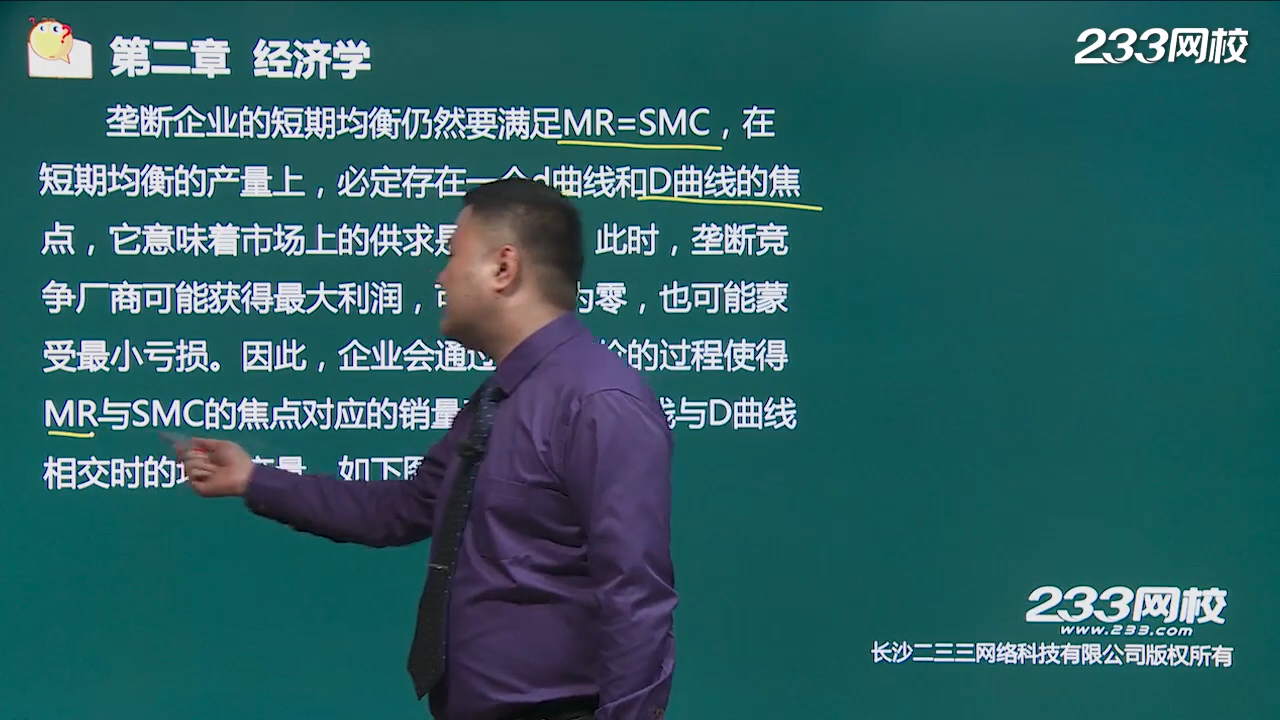 第二章 经济学
233网校
垄断企业的短期均衡仍然要满足MR=SMC，在
短期均衡的产量上，必定存在一个d曲线和D曲线的焦
点，它意味着市场上的供求是 此时，垄断竞
争厂商可能获得最大利润，可 为零，也可能蒙
受最小亏损。因此，企业会通过 价的过程使得
MR与SMC的焦点对应的销量 与D曲线
相交时的 产量，如下图
233网校
www.233.com
长沙二三三网络科技有限公司版权所有